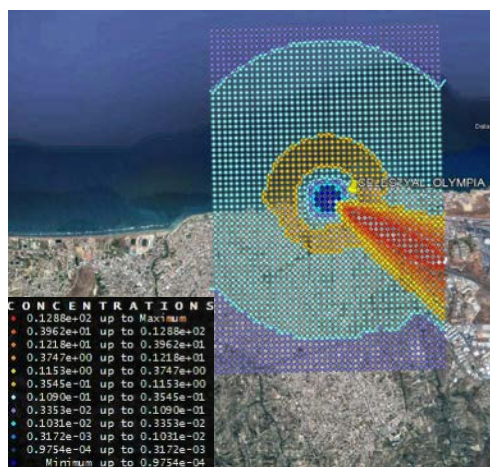 OLYMPIA
Data
CONCENTRATIONS
0.1288e+02 up to Maximum
0.3962e+01 up to 0.1288e+02
0.1218e+01 up to 0.3962e+01
0.3747e+00 up to 0.1218e+01
0.1153e+00 up to 0.3747e+00
0.3545e-01 up to 0.1153e+00
0.1090e-01 up to 0.3545e-01
0.3353e-02 up to 0.1090e-01
0.1031e-02 up to 0.3353e-02
0.3172e-03 up to 0.1031e-02
0.9754e-04 up to 0.3172e-03
Minimum up to 0.9754e-04